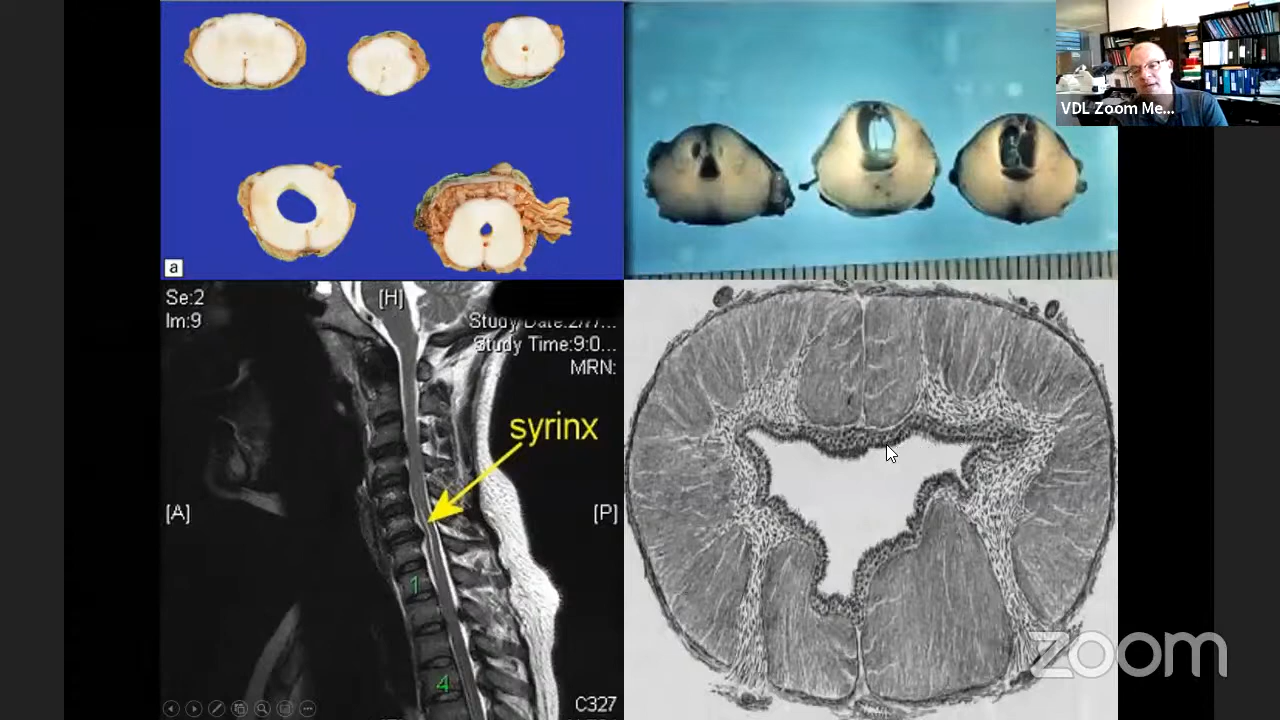 VDL Zoom Me...
a
Se:2
Im:9
[H]
Study Date:2/7/...
Study Time:9:0...
MRN:
syrinx
[A]
[P]
1
4
C327
zoom